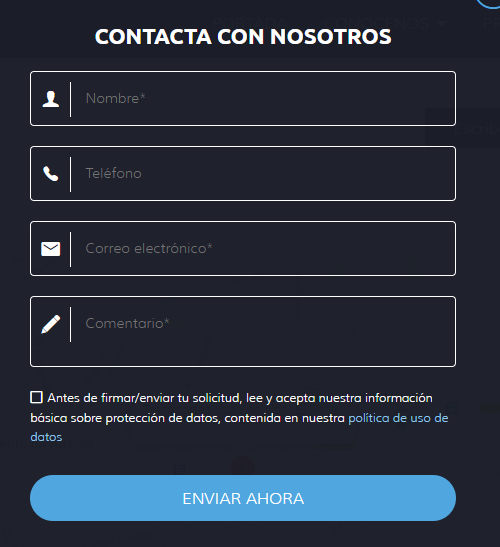 CONTACTA CON NOSOTROS
Nombre*
Teléfono
Correo electrónico*
Comentario*
Antes de firmar/enviar tu solicitud, lee y acepta nuestra información
básica sobre protección de datos, contenida en nuestra política de uso de
datos
ENVIAR AHORA